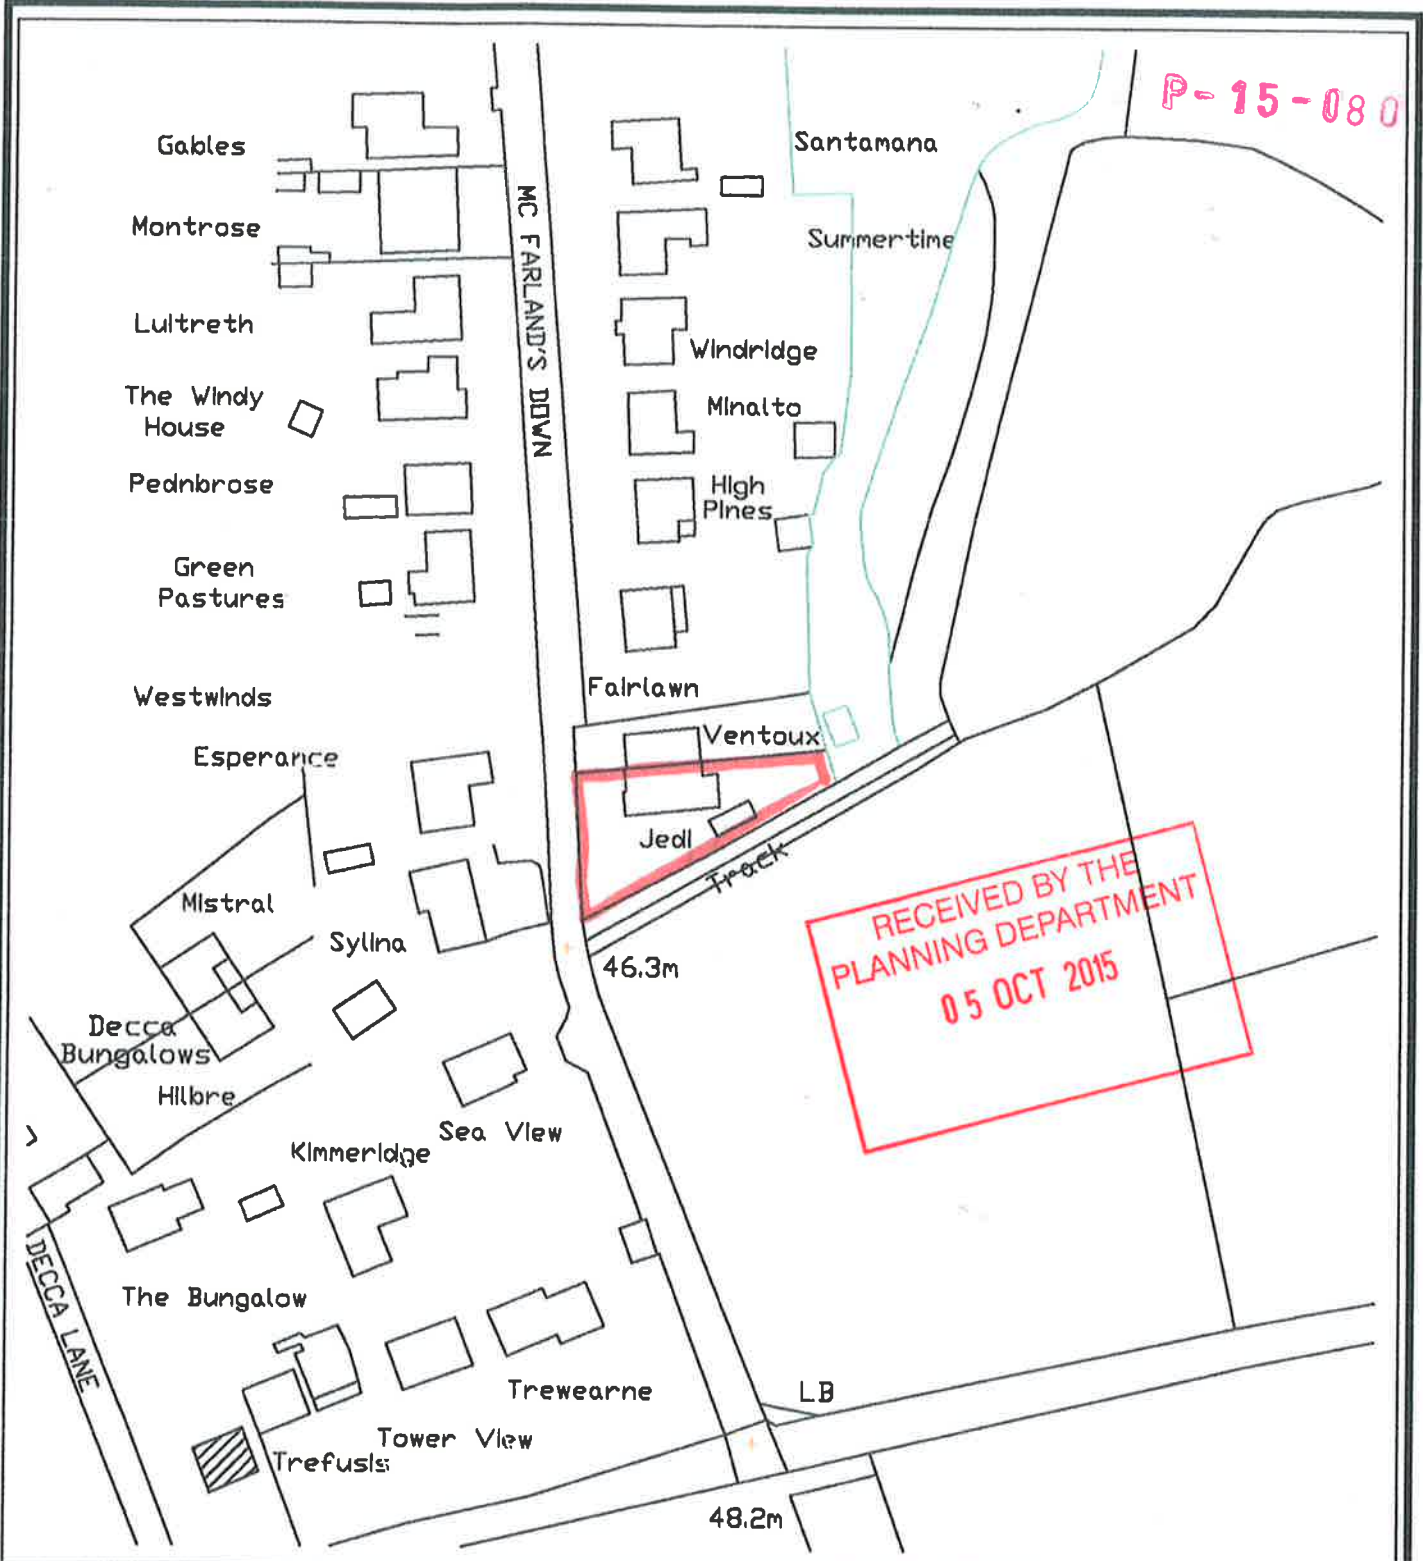 P-15-080
Gables
Santamana
Montrose
MC FARLAND'S DOWN
Summertime
Lultreth
Windridge
The Windy
House
Minalto
Pednbrose
High
Pines
Green
Pastures
Westwinds
Fairlawn
Esperance
Ventoux
Jedi
Track
Mistral
RECEIVED BY THE
PLANNING DEPARTMENT
05 OCT 2015
Sylina
46.3m
Decca
Bungalows
Hilbre
Sea View
Kimmeridge
DECCA LANE
The Bungalow
Trewearne
LB
Tower View
Trefusis
48.2m